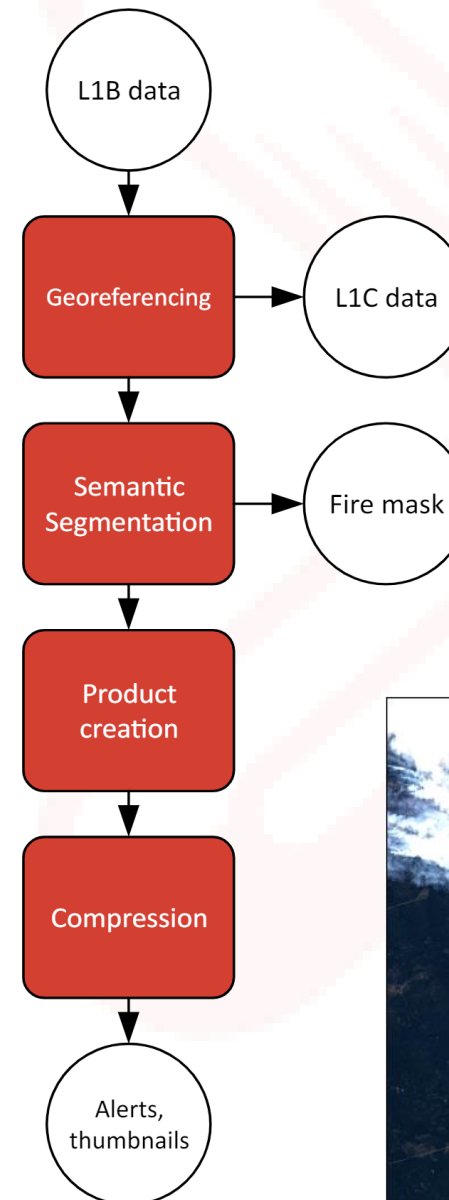 L1B data
Georeferencing
L1C data
Semantic
Segmentation
Fire mask
Product
creation
Compression
Alerts,
thumbnails